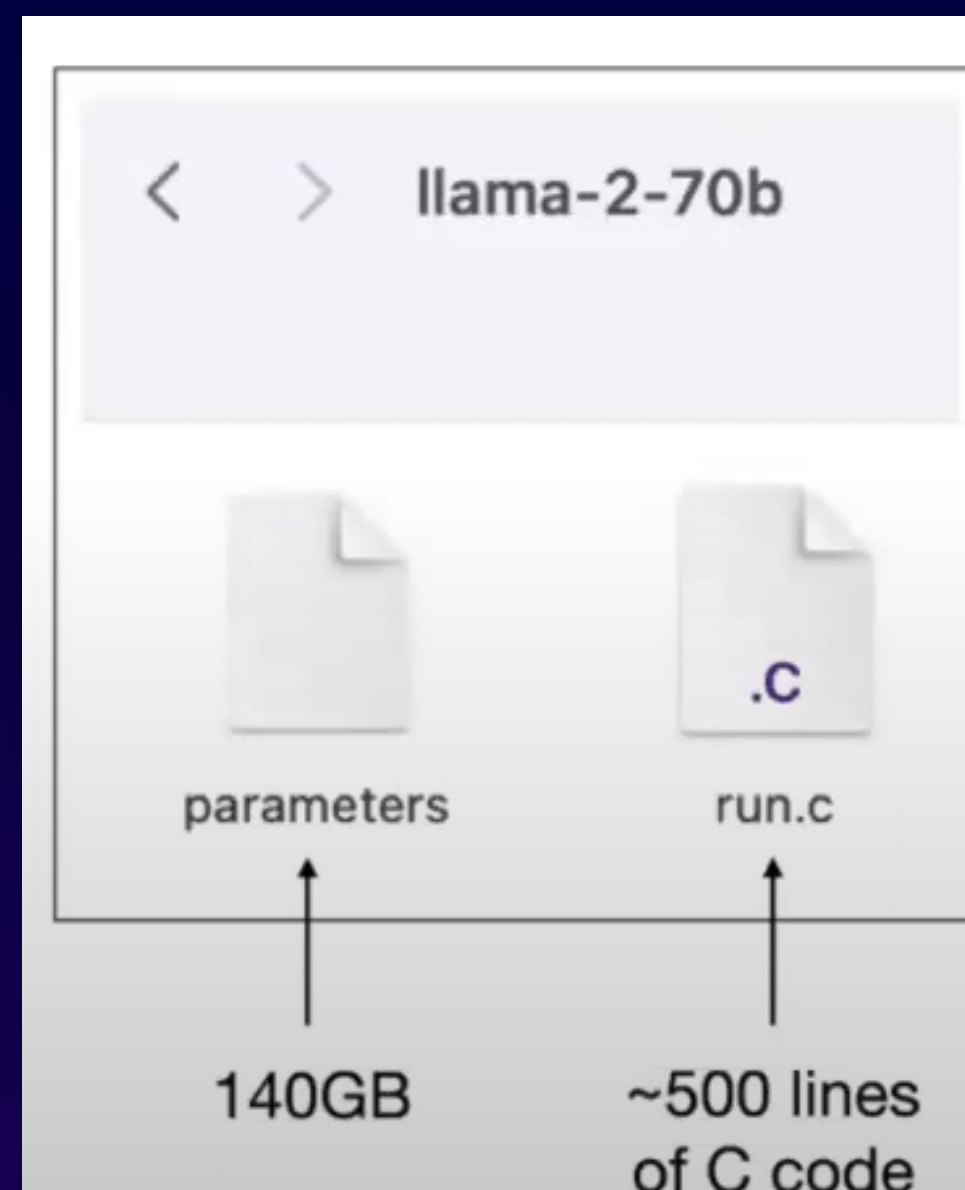 llama-2-70b
.C
parameters
run.c
140GB
~500 lines
of C code